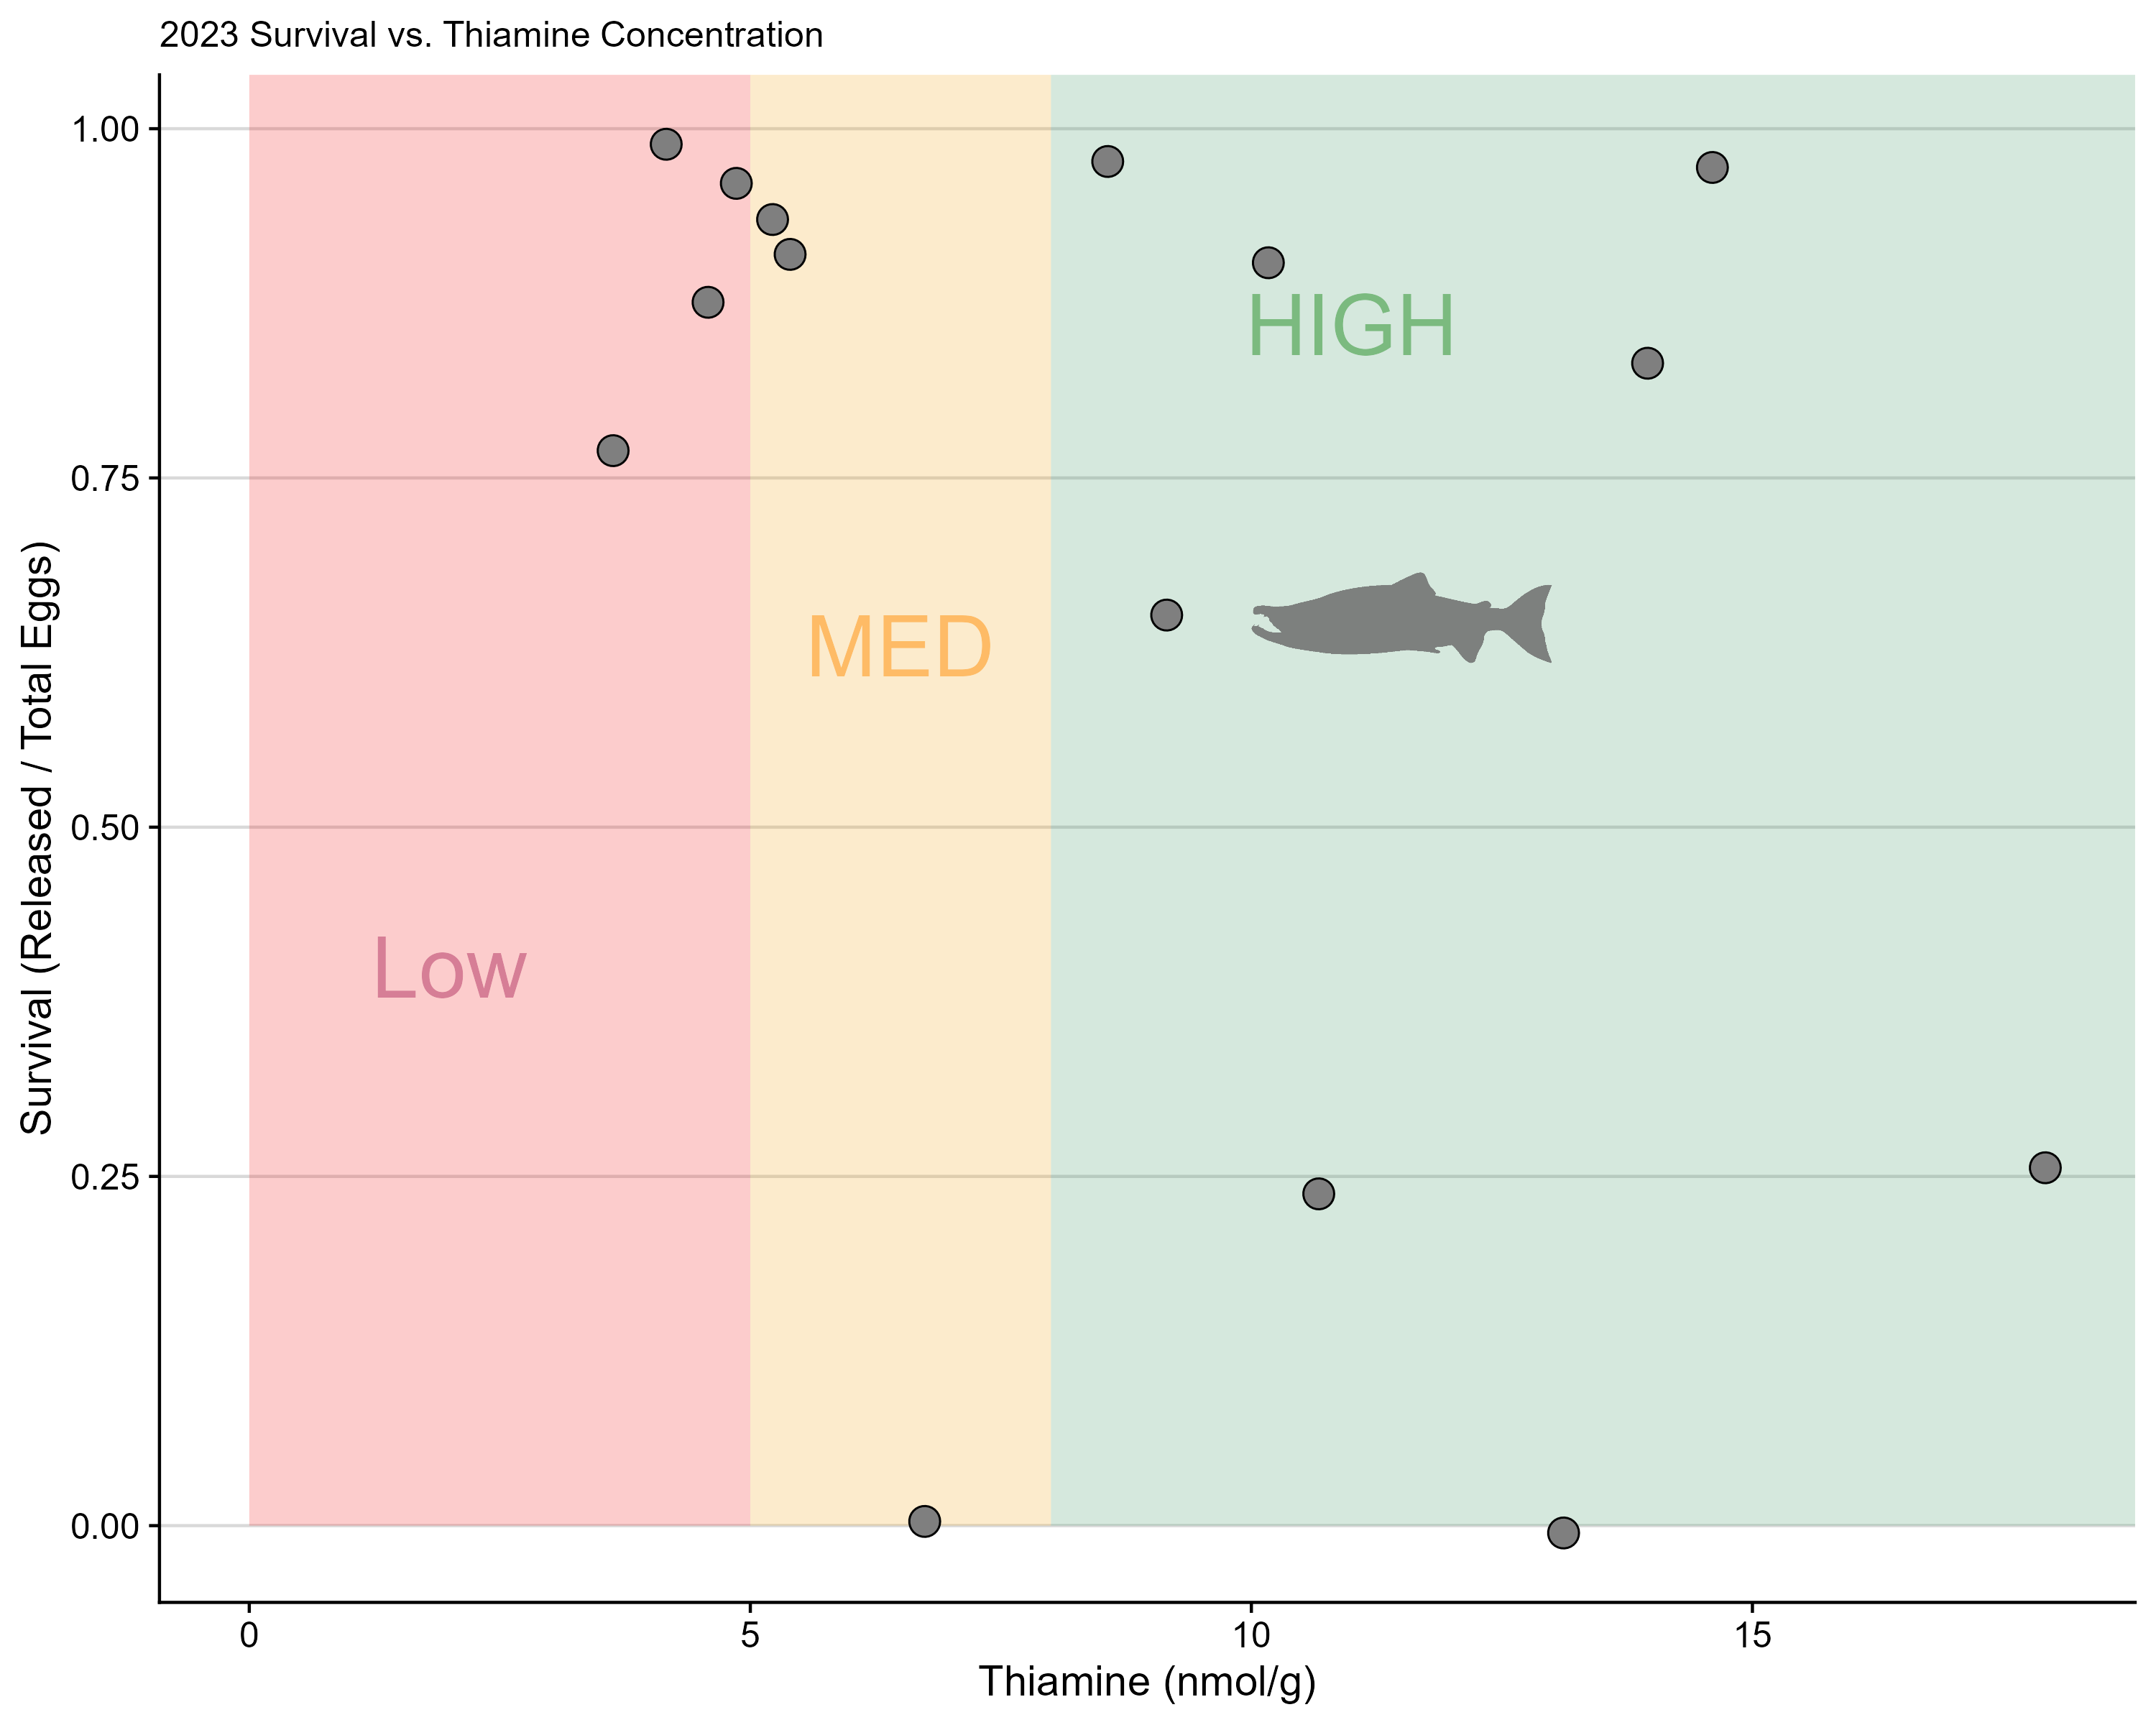 2023 Survival vs. Thiamine Concentration
Survival (Released / Total Eggs)
1.00
0.75
0.50
0.25
0.00
HIGH
MED
Low
0
5
10
15
Thiamine (nmol/g)